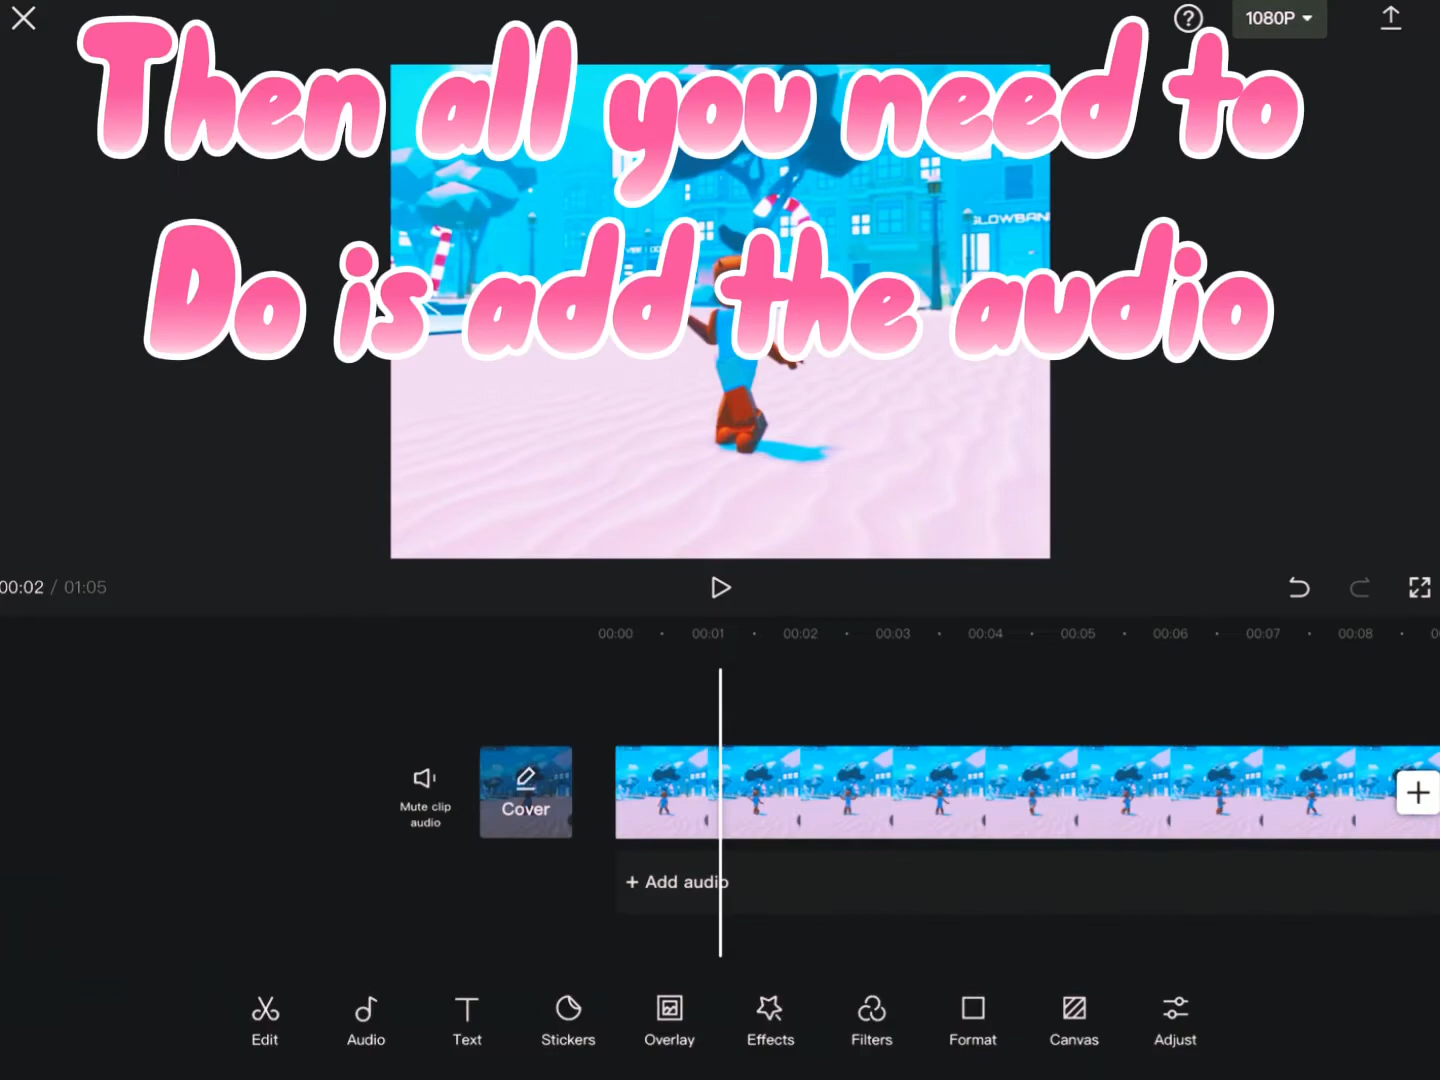 1080P
Then all you need to
Do is add the audio
00:02 / 01:05
00:00 00:01 00:02 00:03 00:04 00:05 00:06 00:07 00:08
Mute clip
audio
Cover
+ Add audio
Edit Audio Text Stickers Overlay Effects Filters Format Canvas Adjust